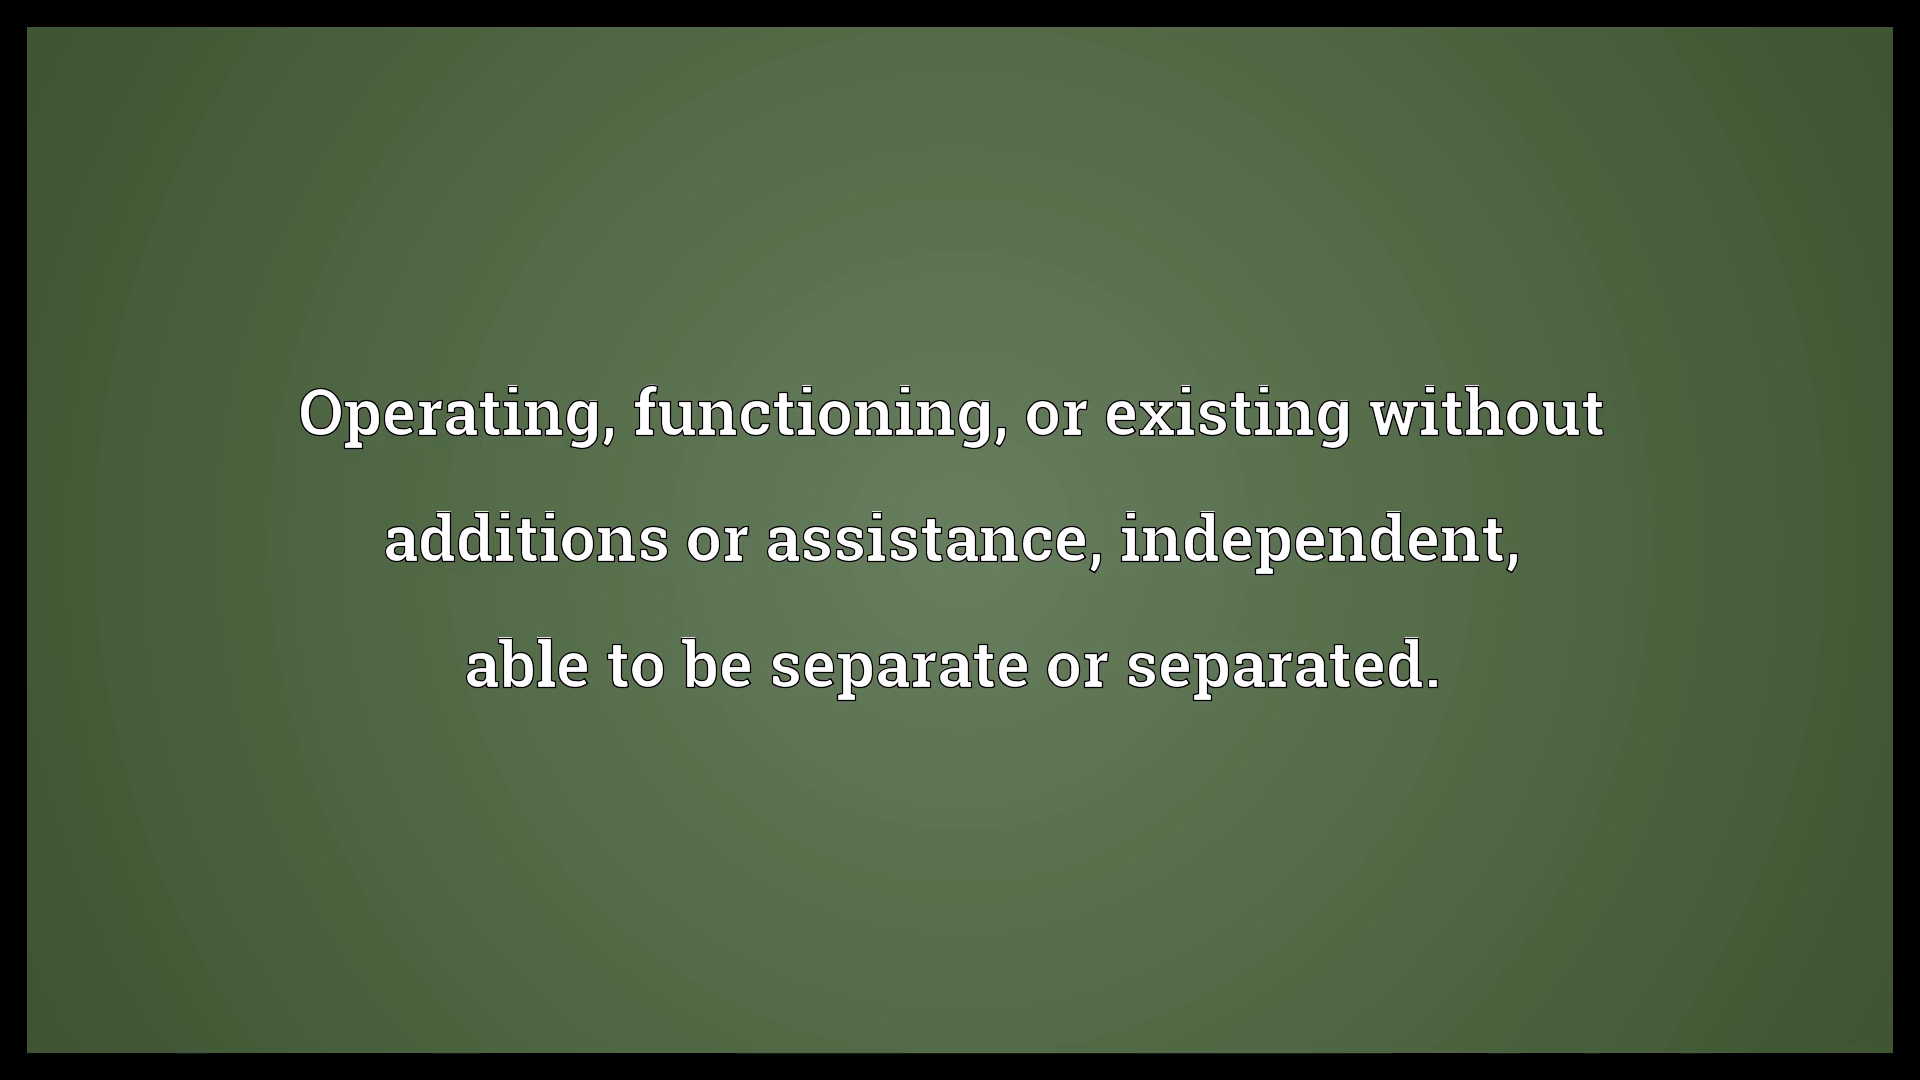 Operating, functioning, or existing without
additions or assistance, independent,
able to be separate or separated.